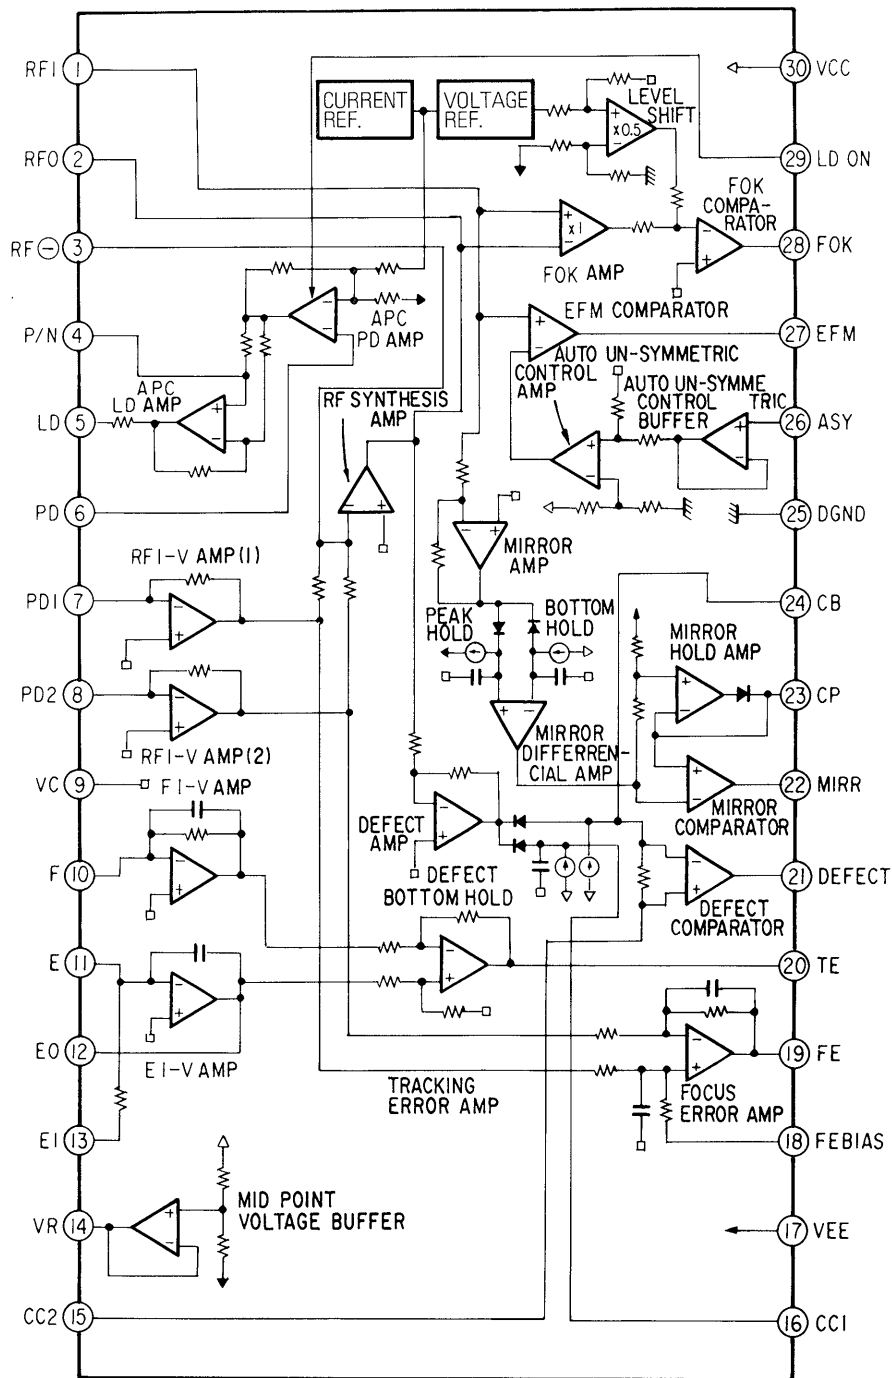 RFI 1
RFO 2
RF⊖ 3
P/N 4
LD 5
PD 6
PD1 7
PD2 8
VC 9
F 10
E 11
EO 12
EI 13
VR 14
CC2 15
30 VCC
29 LD ON
28 FOK
27 EFM
26 ASY
25 DGND
24 CB
23 CP
22 MIRR
21 DEFECT
20 TE
19 FE
18 FEBIAS
17 VEE
16 CC1
CURRENT
REF.
VOLTAGE
REF.
LEVEL
SHIFT
+
×0.5
−
FOK
COMPA-
RATOR
−
+
+
×1
−
FOK AMP
APC
PD AMP
−
−
EFM COMPARATOR
+
−
AUTO UN-SYMMETRIC
CONTROL
AMP
+
−
AUTO UN-SYMME
TRIC
CONTROL
BUFFER
+
−
APC
LD AMP
+
−
RF SYNTHESIS
AMP
−
+
MIRROR
AMP
−
+
RFI-V AMP(1)
−
+
RFI-V AMP(2)
−
+
PEAK
HOLD
BOTTOM
HOLD
MIRROR
HOLD AMP
+
−
+
−
MIRROR
DIFFERREN-
CIAL AMP
+
−
MIRROR
COMPARATOR
FI-V AMP
−
+
DEFECT
AMP
−
+
DEFECT
BOTTOM HOLD
−
+
DEFECT
COMPARATOR
−
+
EI-V AMP
−
+
TRACKING
ERROR AMP
−
+
FOCUS
ERROR AMP
+
−
MID POINT
VOLTAGE BUFFER